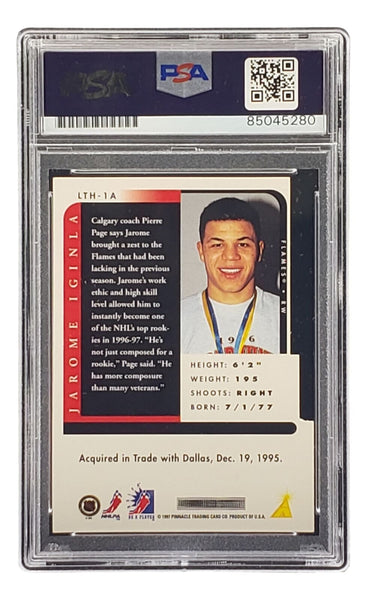 PSA
PSA
85045280
LTH-1A
JAROME IGINLA
Calgary coach Pierre
Page says Jarome
brought a zest to the
Flames that had been
lacking in the previous
season. Jarome's work
ethic and high skill
level allowed him to
instantly become one
of the NHL's top rook-
ies in 1996-97. "He's
not just composed for a
rookie," Page said. "He
has more composure
than many veterans."
FLAMES® • RW
96
HEIGHT: 6'2"
WEIGHT: 195
SHOOTS: RIGHT
BORN: 7/1/77
Acquired in Trade with Dallas, Dec. 19, 1995.
NHLPA
BE A PLAYER
© 1997 PINNACLE TRADING CARD CO. PRODUCT OF U.S.A.